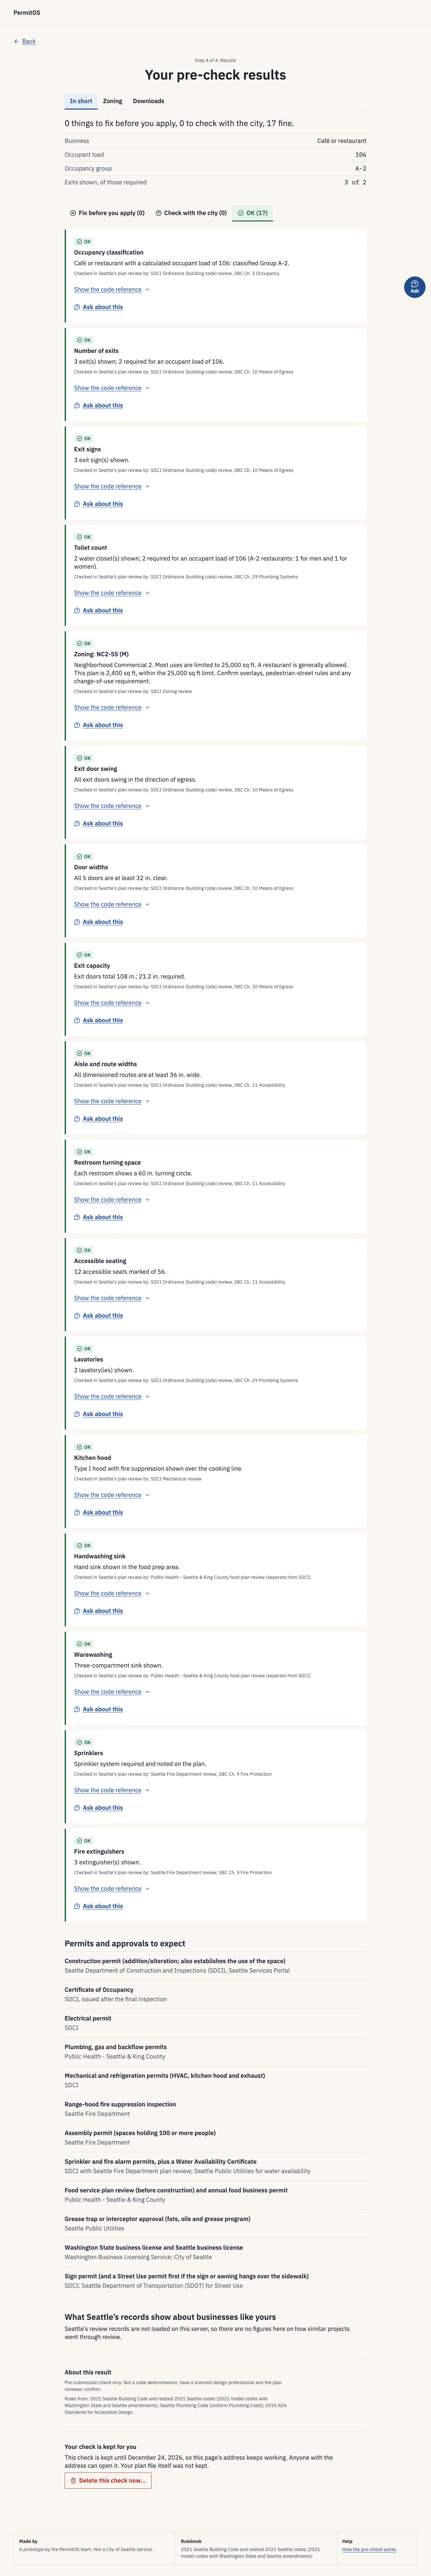 PermitOS
← Back
Step 4 of 4: Results
Your pre-check results
In short
Zoning
Downloads
0 things to fix before you apply, 0 to check with the city, 17 fine.
Business
Café or restaurant
Occupant load
106
Occupancy group
A-2
Exits shown, of those required
3 of 2
Fix before you apply (0)
Check with the city (0)
OK (17)
OK
Occupancy classification
Café or restaurant with a calculated occupant load of 106: classified Group A-2.
Checked in Seattle's plan review by: SDCI Ordinance (building code) review, SBC Ch. 3 Occupancy
Show the code reference
Ask about this
Ask
OK
Number of exits
3 exit(s) shown; 2 required for an occupant load of 106.
Checked in Seattle's plan review by: SDCI Ordinance (building code) review, SBC Ch. 10 Means of Egress
Show the code reference
Ask about this
OK
Exit signs
3 exit sign(s) shown.
Checked in Seattle's plan review by: SDCI Ordinance (building code) review, SBC Ch. 10 Means of Egress
Show the code reference
Ask about this
OK
Toilet count
2 water closet(s) shown; 2 required for an occupant load of 106 (A-2 restaurants: 1 for men and 1 for
women).
Checked in Seattle's plan review by: SDCI Ordinance (building code) review, SBC Ch. 29 Plumbing Systems
Show the code reference
Ask about this
OK
Zoning: NC2-55 (M)
Neighborhood Commercial 2. Most uses are limited to 25,000 sq ft. A restaurant is generally allowed.
This plan is 2,400 sq ft, within the 25,000 sq ft limit. Confirm overlays, pedestrian-street rules and any
change-of-use requirement.
Checked in Seattle's plan review by: SDCI Zoning review
Show the code reference
Ask about this
OK
Exit door swing
All exit doors swing in the direction of egress.
Checked in Seattle's plan review by: SDCI Ordinance (building code) review, SBC Ch. 10 Means of Egress
Show the code reference
Ask about this
OK
Door widths
All 5 doors are at least 32 in. clear.
Checked in Seattle's plan review by: SDCI Ordinance (building code) review, SBC Ch. 10 Means of Egress
Show the code reference
Ask about this
OK
Exit capacity
Exit doors total 108 in.; 21.2 in. required.
Checked in Seattle's plan review by: SDCI Ordinance (building code) review, SBC Ch. 10 Means of Egress
Show the code reference
Ask about this
OK
Aisle and route widths
All dimensioned routes are at least 36 in. wide.
Checked in Seattle's plan review by: SDCI Ordinance (building code) review, SBC Ch. 11 Accessibility
Show the code reference
Ask about this
OK
Restroom turning space
Each restroom shows a 60 in. turning circle.
Checked in Seattle's plan review by: SDCI Ordinance (building code) review, SBC Ch. 11 Accessibility
Show the code reference
Ask about this
OK
Accessible seating
12 accessible seats marked of 56.
Checked in Seattle's plan review by: SDCI Ordinance (building code) review, SBC Ch. 11 Accessibility
Show the code reference
Ask about this
OK
Lavatories
2 lavatory(ies) shown.
Checked in Seattle's plan review by: SDCI Ordinance (building code) review, SBC Ch. 29 Plumbing Systems
Show the code reference
Ask about this
OK
Kitchen hood
Type I hood with fire suppression shown over the cooking line.
Checked in Seattle's plan review by: SDCI Mechanical review
Show the code reference
Ask about this
OK
Handwashing sink
Hand sink shown in the food prep area.
Checked in Seattle's plan review by: Public Health - Seattle & King County food plan review (separate from SDCI)
Show the code reference
Ask about this
OK
Warewashing
Three-compartment sink shown.
Checked in Seattle's plan review by: Public Health - Seattle & King County food plan review (separate from SDCI)
Show the code reference
Ask about this
OK
Sprinklers
Sprinkler system required and noted on the plan.
Checked in Seattle's plan review by: Seattle Fire Department review, SBC Ch. 9 Fire Protection
Show the code reference
Ask about this
OK
Fire extinguishers
3 extinguisher(s) shown.
Checked in Seattle's plan review by: Seattle Fire Department review, SBC Ch. 9 Fire Protection
Show the code reference
Ask about this
Permits and approvals to expect
Construction permit (addition/alteration; also establishes the use of the space)
Seattle Department of Construction and Inspections (SDCI), Seattle Services Portal
Certificate of Occupancy
SDCI, issued after the final inspection
Electrical permit
SDCI
Plumbing, gas and backflow permits
Public Health - Seattle & King County
Mechanical and refrigeration permits (HVAC, kitchen hood and exhaust)
SDCI
Range-hood fire suppression inspection
Seattle Fire Department
Assembly permit (spaces holding 100 or more people)
Seattle Fire Department
Sprinkler and fire alarm permits, plus a Water Availability Certificate
SDCI with Seattle Fire Department plan review; Seattle Public Utilities for water availability
Food service plan review (before construction) and annual food business permit
Public Health - Seattle & King County
Grease trap or interceptor approval (fats, oils and grease program)
Seattle Public Utilities
Washington State business license and Seattle business license
Washington Business Licensing Service; City of Seattle
Sign permit (and a Street Use permit first if the sign or awning hangs over the sidewalk)
SDCI; Seattle Department of Transportation (SDOT) for Street Use
What Seattle's records show about businesses like yours
Seattle's review records are not loaded on this server, so there are no figures here on how similar projects
went through review.
About this result
Pre-submission check only. Not a code determination; have a licensed design professional and the plan
reviewer confirm.
Rules from: 2021 Seattle Building Code and related 2021 Seattle codes (2021 model codes with
Washington State and Seattle amendments); Seattle Plumbing Code (Uniform Plumbing Code); 2010 ADA
Standards for Accessible Design.
Your check is kept for you
This check is kept until December 24, 2026, so this page's address keeps working. Anyone with the
address can open it. Your plan file itself was not kept.
Delete this check now...
Made by
A prototype by the PermitOS team. Not a City of Seattle service.
Rulebook
2021 Seattle Building Code and related 2021 Seattle codes (2021
model codes with Washington State and Seattle amendments).
Help
How the pre-check works